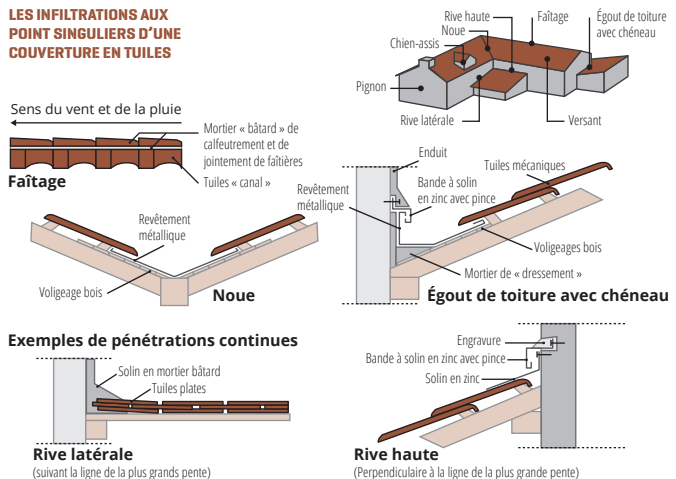 LES INFILTRATIONS AUX
POINT SINGULIERS D’UNE
COUVERTURE EN TUILES
Rive haute
Faîtage
Égout de toiture
avec chéneau
Noue
Chien-assis
Pignon
Rive latérale
Versant
Sens du vent et de la pluie
Mortier « bâtard » de
calfeutrement et de
jointement de faîtières
Tuiles « canal »
Faîtage
Revêtement
métallique
Voligeage bois
Noue
Enduit
Tuiles mécaniques
Revêtement
métallique
Bande à solin
en zinc avec pince
Voligeages bois
Mortier de « dressement »
Égout de toiture avec chéneau
Exemples de pénétrations continues
Solin en mortier bâtard
Tuiles plates
Rive latérale
(suivant la ligne de la plus grands pente)
Engravure
Bande à solin en zinc avec pince
Solin en zinc
Rive haute
(Perpendiculaire à la ligne de la plus grande pente)